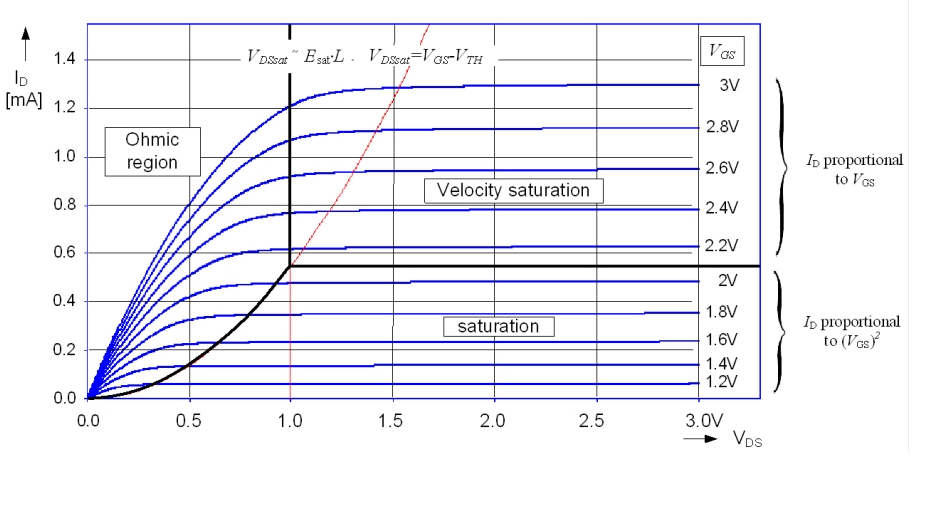 V_DSsat ~ E_sat·L .   V_DSsat=V_GS-V_TH
V_GS
I_D
[mA]
1.4
1.2
1.0
0.8
0.6
0.4
0.2
0.0
Ohmic
region
Velocity saturation
saturation
3V
2.8V
2.6V
2.4V
2.2V
2V
1.8V
1.6V
1.4V
1.2V
I_D proportional
to V_GS
I_D proportional
to (V_GS)^2
0.0 0.5 1.0 1.5 2.0 2.5 3.0V
V_DS